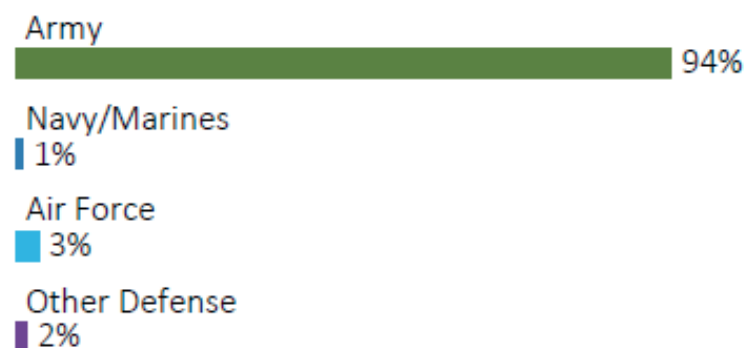 Army
94%
Navy/Marines
1%
Air Force
3%
Other Defense
2%